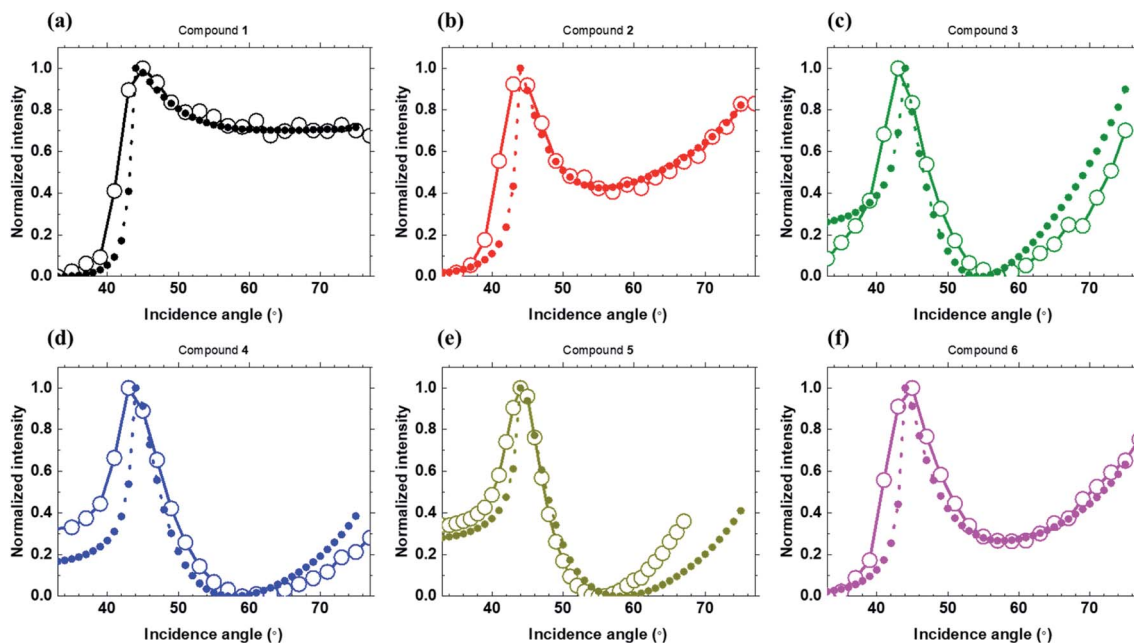 (a) Compound 1
Normalized intensity
1.0
0.8
0.6
0.4
0.2
0.0
40 50 60 70
Incidence angle (°)
(b) Compound 2
Normalized intensity
1.0
0.8
0.6
0.4
0.2
0.0
40 50 60 70
Incidence angle (°)
(c) Compound 3
Normalized intensity
1.0
0.8
0.6
0.4
0.2
0.0
40 50 60 70
Incidence angle (°)
(d) Compound 4
Normalized intensity
1.0
0.8
0.6
0.4
0.2
0.0
40 50 60 70
Incidence angle (°)
(e) Compound 5
Normalized intensity
1.0
0.8
0.6
0.4
0.2
0.0
40 50 60 70
Incidence angle (°)
(f) Compound 6
Normalized intensity
1.0
0.8
0.6
0.4
0.2
0.0
40 50 60 70
Incidence angle (°)